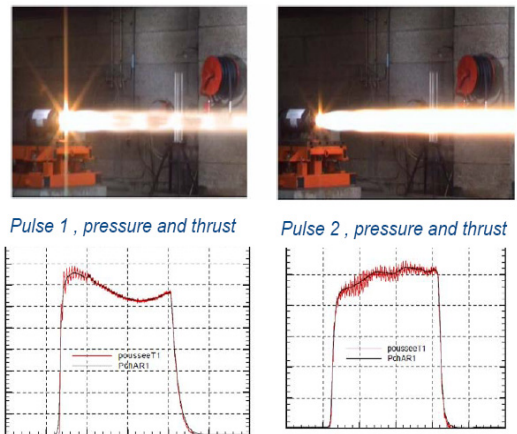 Pulse 1 , pressure and thrust
Pulse 2 , pressure and thrust
pousseeT1
PchAR1
pousseeT1
PchAR1